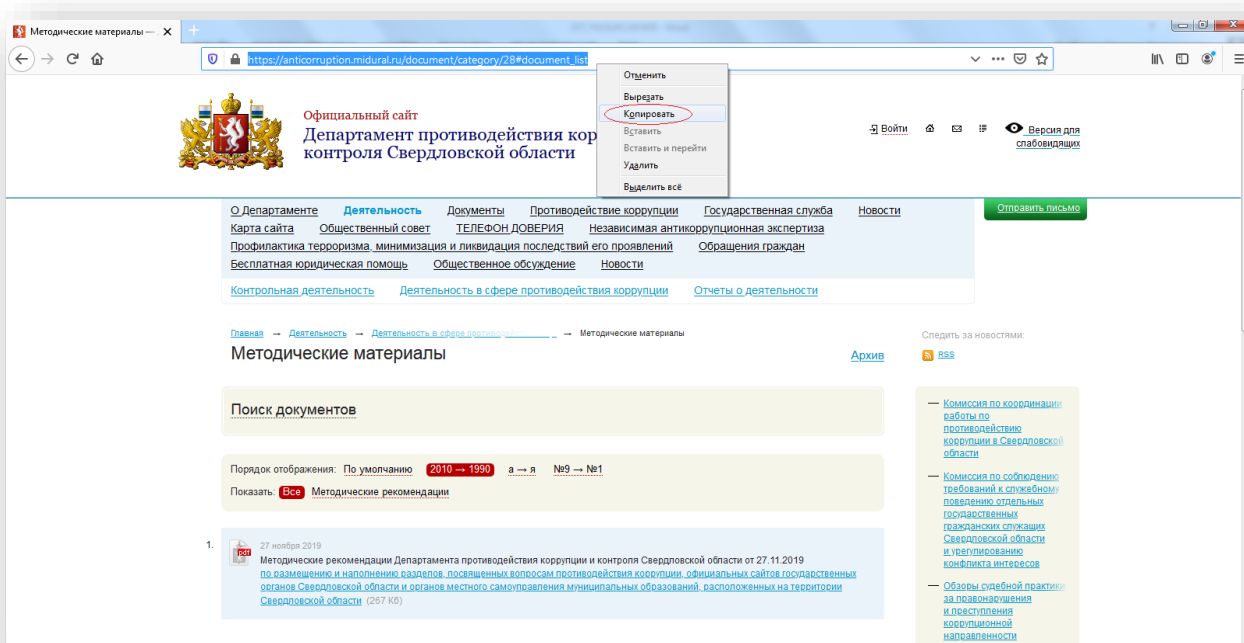 Методические материалы —
https://anticorruption.midural.ru/document/category/28#document_list
Отменить
Вырезать
Копировать
Вставить
Вставить и перейти
Удалить
Выделить всё
Официальный сайт
Департамент противодействия кор
контроля Свердловской области
Войти
Версия для
слабовидящих
О Департаменте Деятельность Документы Противодействие коррупции Государственная служба Новости
Карта сайта Общественный совет ТЕЛЕФОН ДОВЕРИЯ Независимая антикоррупционная экспертиза
Профилактика терроризма, минимизация и ликвидация последствий его проявлений Обращения граждан
Бесплатная юридическая помощь Общественное обсуждение Новости
Отправить письмо
Контрольная деятельность Деятельность в сфере противодействия коррупции Отчеты о деятельности
Главная → Деятельность → Деятельность в сфере → Методические материалы
Методические материалы
Архив
Следить за новостями:
RSS
Поиск документов
Порядок отображения: По умолчанию 2010 → 1990 а → я №9 → №1
Показать: Все Методические рекомендации
1.
pdf
27 ноября 2019
Методические рекомендации Департамента противодействия коррупции и контроля Свердловской области от 27.11.2019
по размещению и наполнению разделов, посвященных вопросам противодействия коррупции, официальных сайтов государственных
органов Свердловской области и органов местного самоуправления муниципальных образований, расположенных на территории
Свердловской области (267 Кб)
— Комиссия по координации
работы по
противодействию
коррупции в Свердловской
области
— Комиссия по соблюдению
требований к служебному
поведению отдельных
государственных
гражданских служащих
Свердловской области
и урегулированию
конфликта интересов
— Обзоры судебной практики
за правонарушения
и преступления
коррупционной
направленности